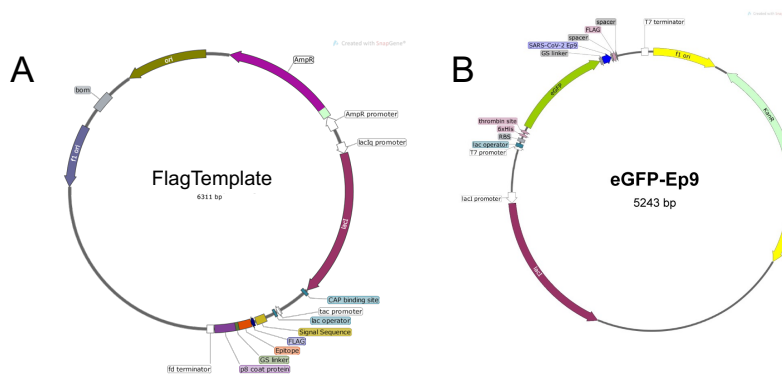 A
Created with SnapGene®
ori
AmpR
bom
AmpR promoter
lacIq promoter
f1 ori
FlagTemplate
6311 bp
lacI
CAP binding site
tac promoter
lac operator
Signal Sequence
FLAG
Epitope
GS linker
p8 coat protein
fd terminator
B
spacer
FLAG
spacer
SARS-CoV-2 Ep9
GS linker
T7 terminator
f1 ori
eGFP
KanR
thrombin site
6xHis
RBS
lac operator
T7 promoter
lacI promoter
eGFP-Ep9
5243 bp
lacI